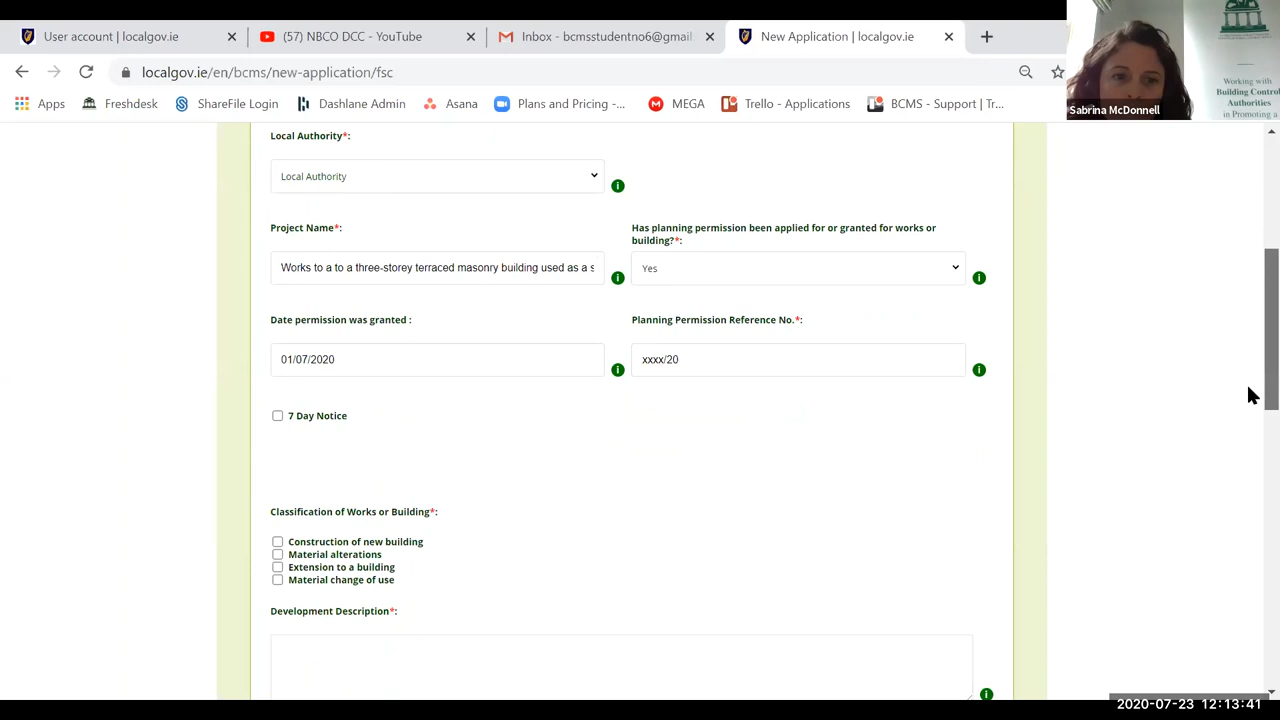 User account | localgov.ie
(57) NBCO DCC - YouTube
Inbox - bcmsstudentno6@gmail
New Application | localgov.ie
localgov.ie/en/bcms/new-application/fsc
Apps
Freshdesk
ShareFile Login
Dashlane Admin
Asana
Plans and Pricing -...
MEGA
Trello - Applications
BCMS - Support | Tr...
Working with
Building Control
Authorities
in Promoting a
Sabrina McDonnell
Local Authority*:
Local Authority
Project Name*:
Has planning permission been applied for or granted for works or
building?*:
Works to a to a three-storey terraced masonry building used as a s
Yes
Date permission was granted :
Planning Permission Reference No.*:
01/07/2020
xxxx/20
7 Day Notice
Classification of Works or Building*:
Construction of new building
Material alterations
Extension to a building
Material change of use
Development Description*:
2020-07-23 12:13:41